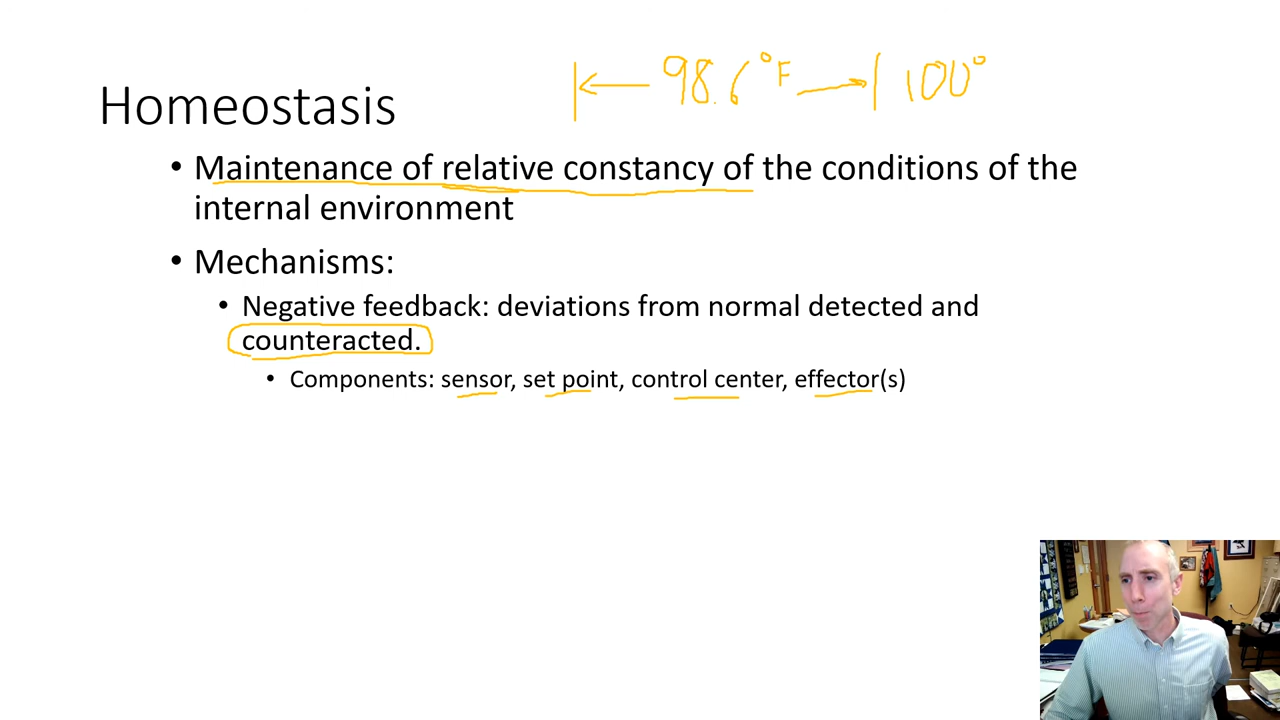 98.6°F 100°
Homeostasis
• Maintenance of relative constancy of the conditions of the
internal environment
• Mechanisms:
• Negative feedback: deviations from normal detected and
counteracted.
• Components: sensor, set point, control center, effector(s)